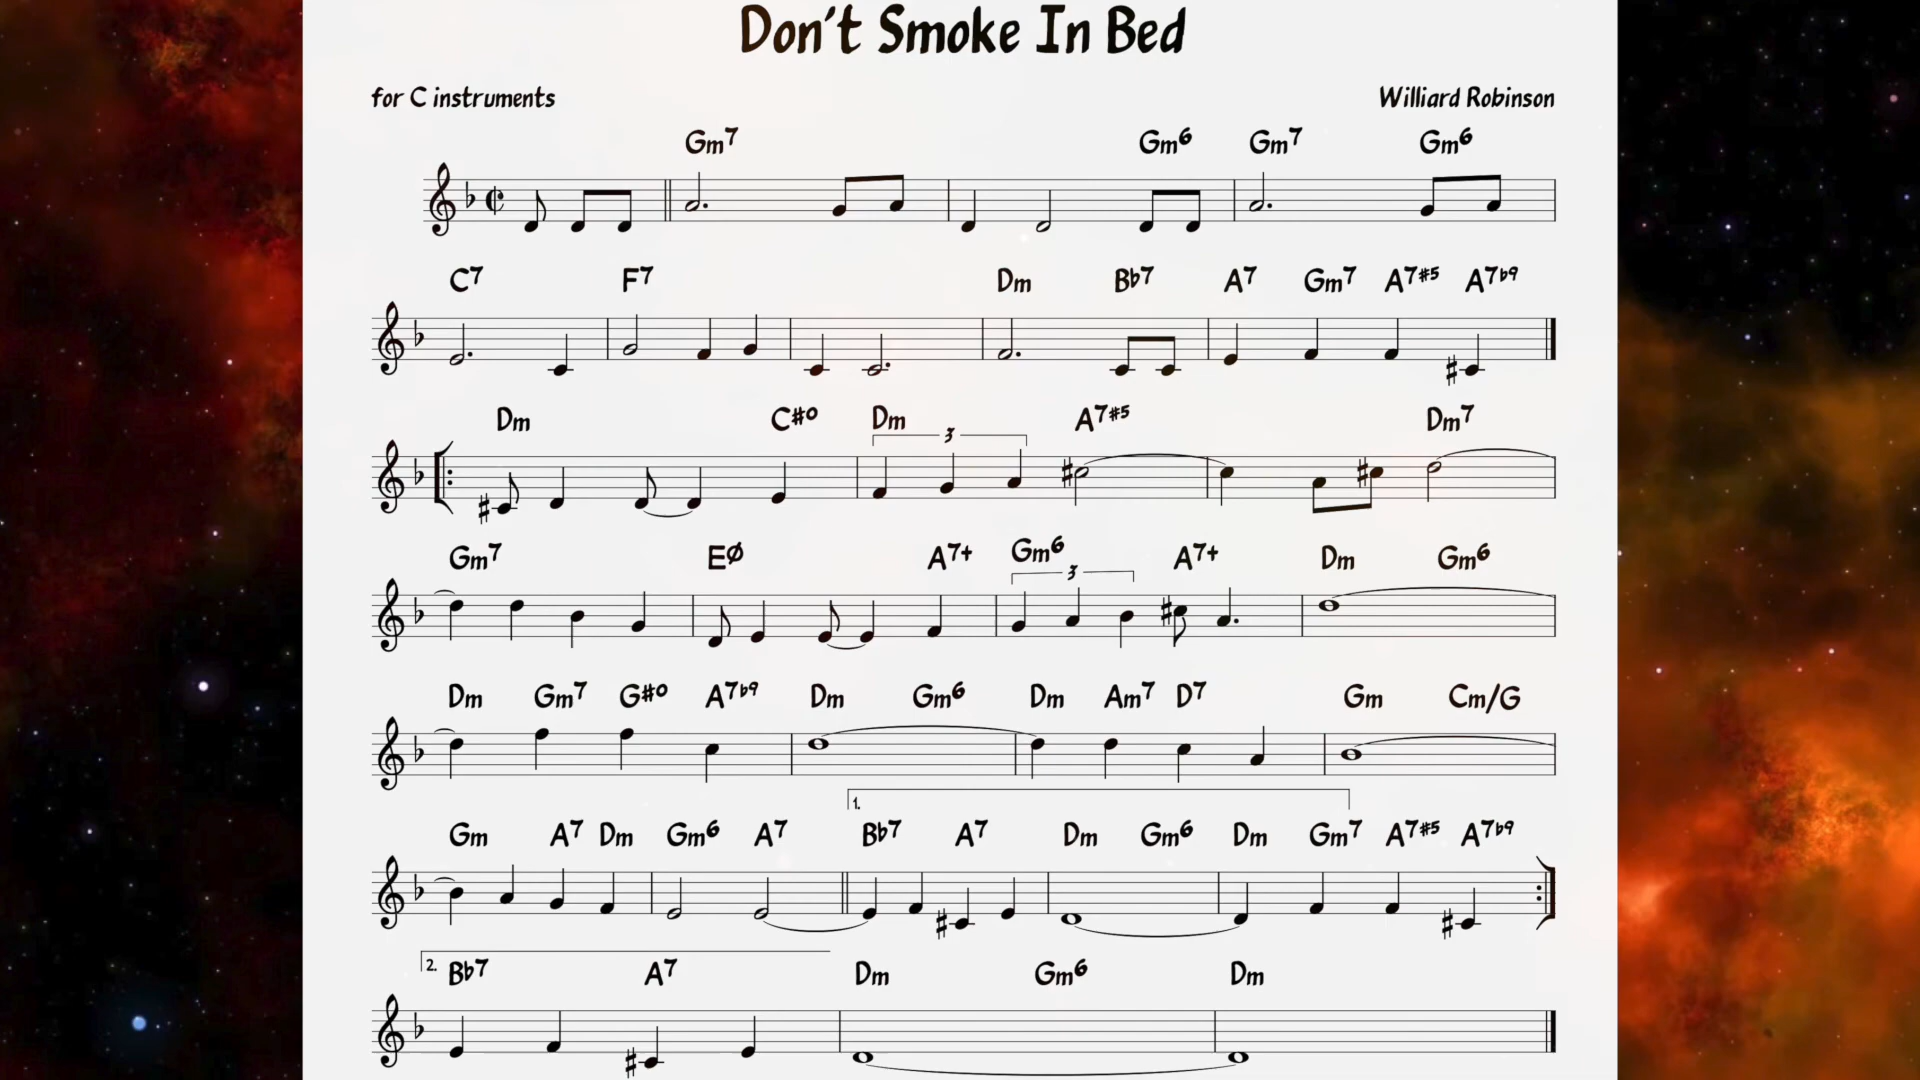 Don't Smoke In Bed
for C instruments
Williard Robinson
Gm7 Gm6 Gm7 Gm6
C7 F7 Dm Bb7 A7 Gm7 A7#5 A7b9
Dm C#o Dm A7#5 Dm7
3
Gm7 EØ A7+ Gm6 A7+ Dm Gm6
3
Dm Gm7 G#o A7b9 Dm Gm6 Dm Am7 D7 Gm Cm/G
1.
Gm A7 Dm Gm6 A7 Bb7 A7 Dm Gm6 Dm Gm7 A7#5 A7b9
2. Bb7 A7 Dm Gm6 Dm